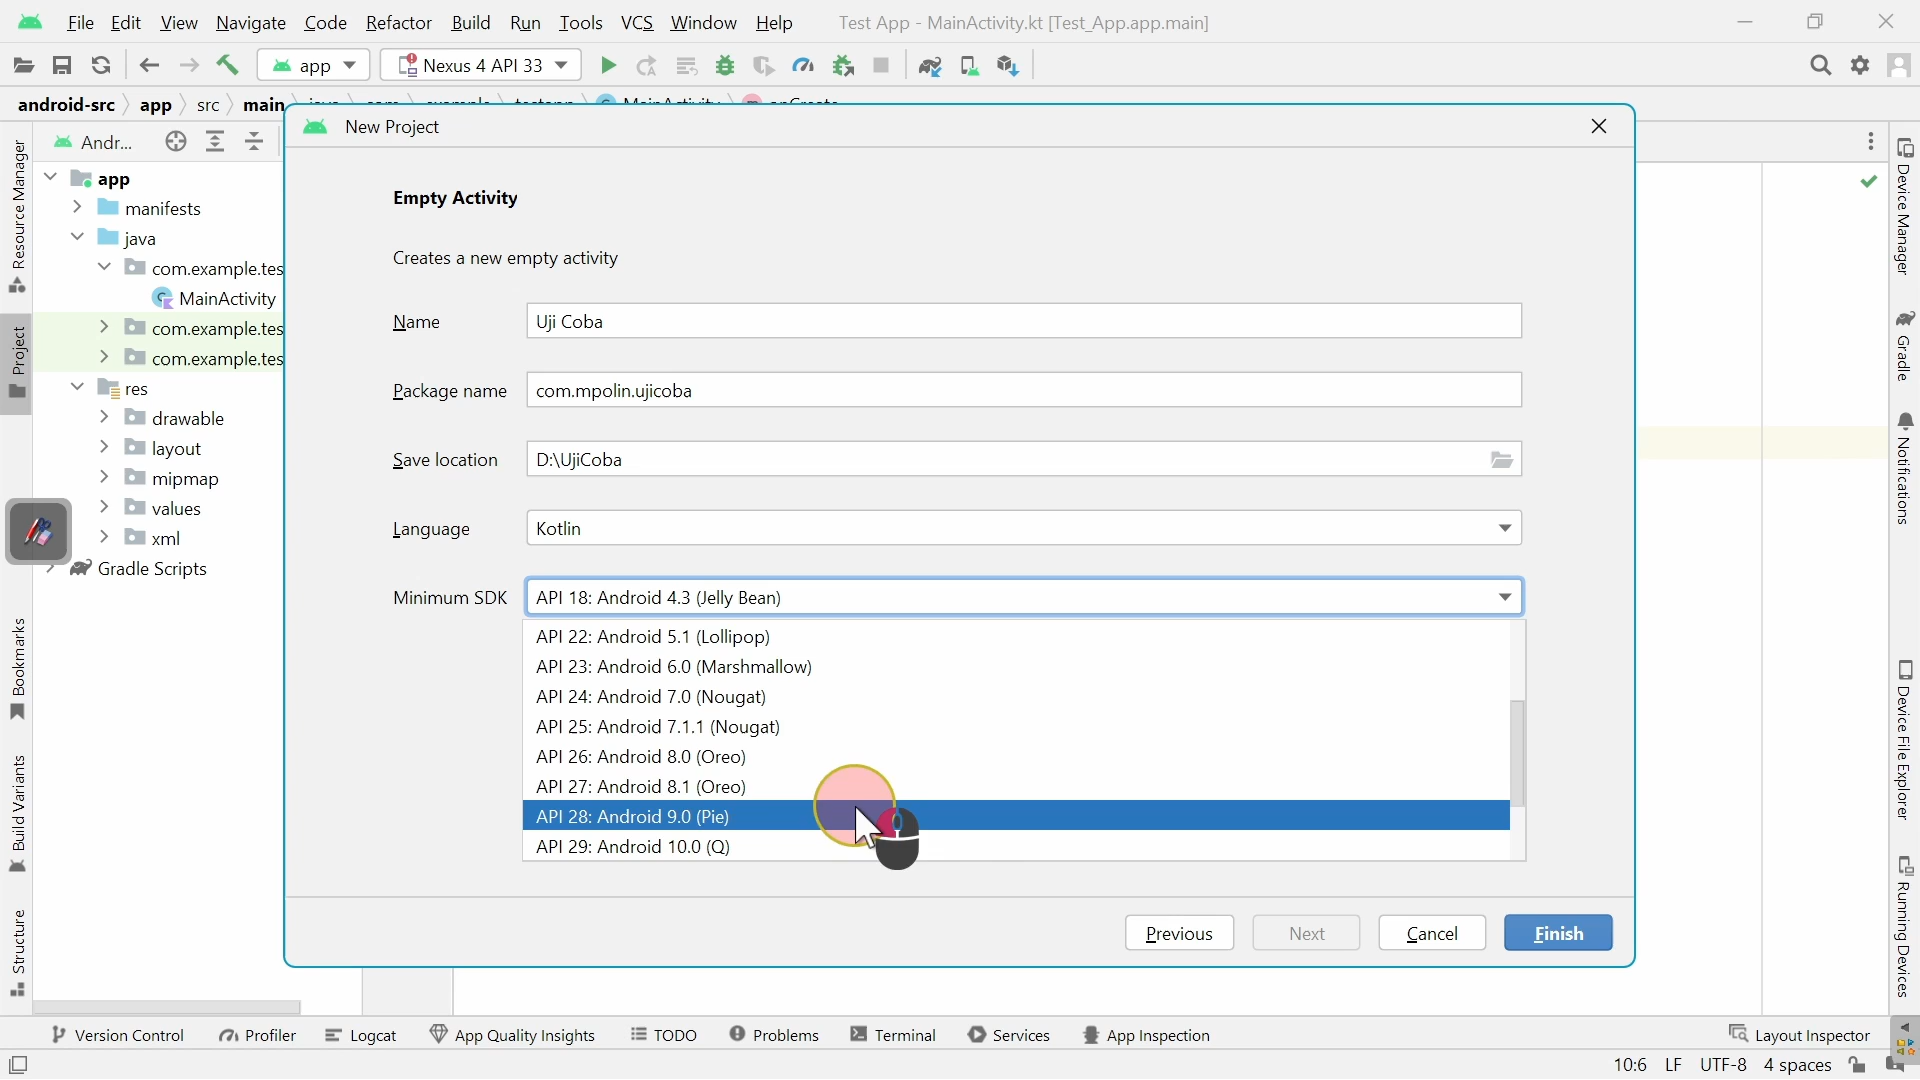 File Edit View Navigate Code Refactor Build Run Tools VCS Window Help Test App - MainActivity.kt [Test_App.app.main]
app Nexus 4 API 33
android-src app src main
New Project
Andr...
app
manifests
java
com.example.tes
MainActivity
com.example.tes
com.example.tes
res
drawable
layout
mipmap
values
xml
Gradle Scripts
Resource Manager
Project
Bookmarks
Build Variants
Structure
Empty Activity
Creates a new empty activity
Name Uji Coba
Package name com.mpolin.ujicoba
Save location D:\UjiCoba
Language Kotlin
Minimum SDK API 18: Android 4.3 (Jelly Bean)
API 22: Android 5.1 (Lollipop)
API 23: Android 6.0 (Marshmallow)
API 24: Android 7.0 (Nougat)
API 25: Android 7.1.1 (Nougat)
API 26: Android 8.0 (Oreo)
API 27: Android 8.1 (Oreo)
API 28: Android 9.0 (Pie)
API 29: Android 10.0 (Q)
Previous Next Cancel Finish
Device Manager
Gradle
Notifications
Device File Explorer
Running Devices
Version Control Profiler Logcat App Quality Insights TODO Problems Terminal Services App Inspection Layout Inspector
10:6 LF UTF-8 4 spaces